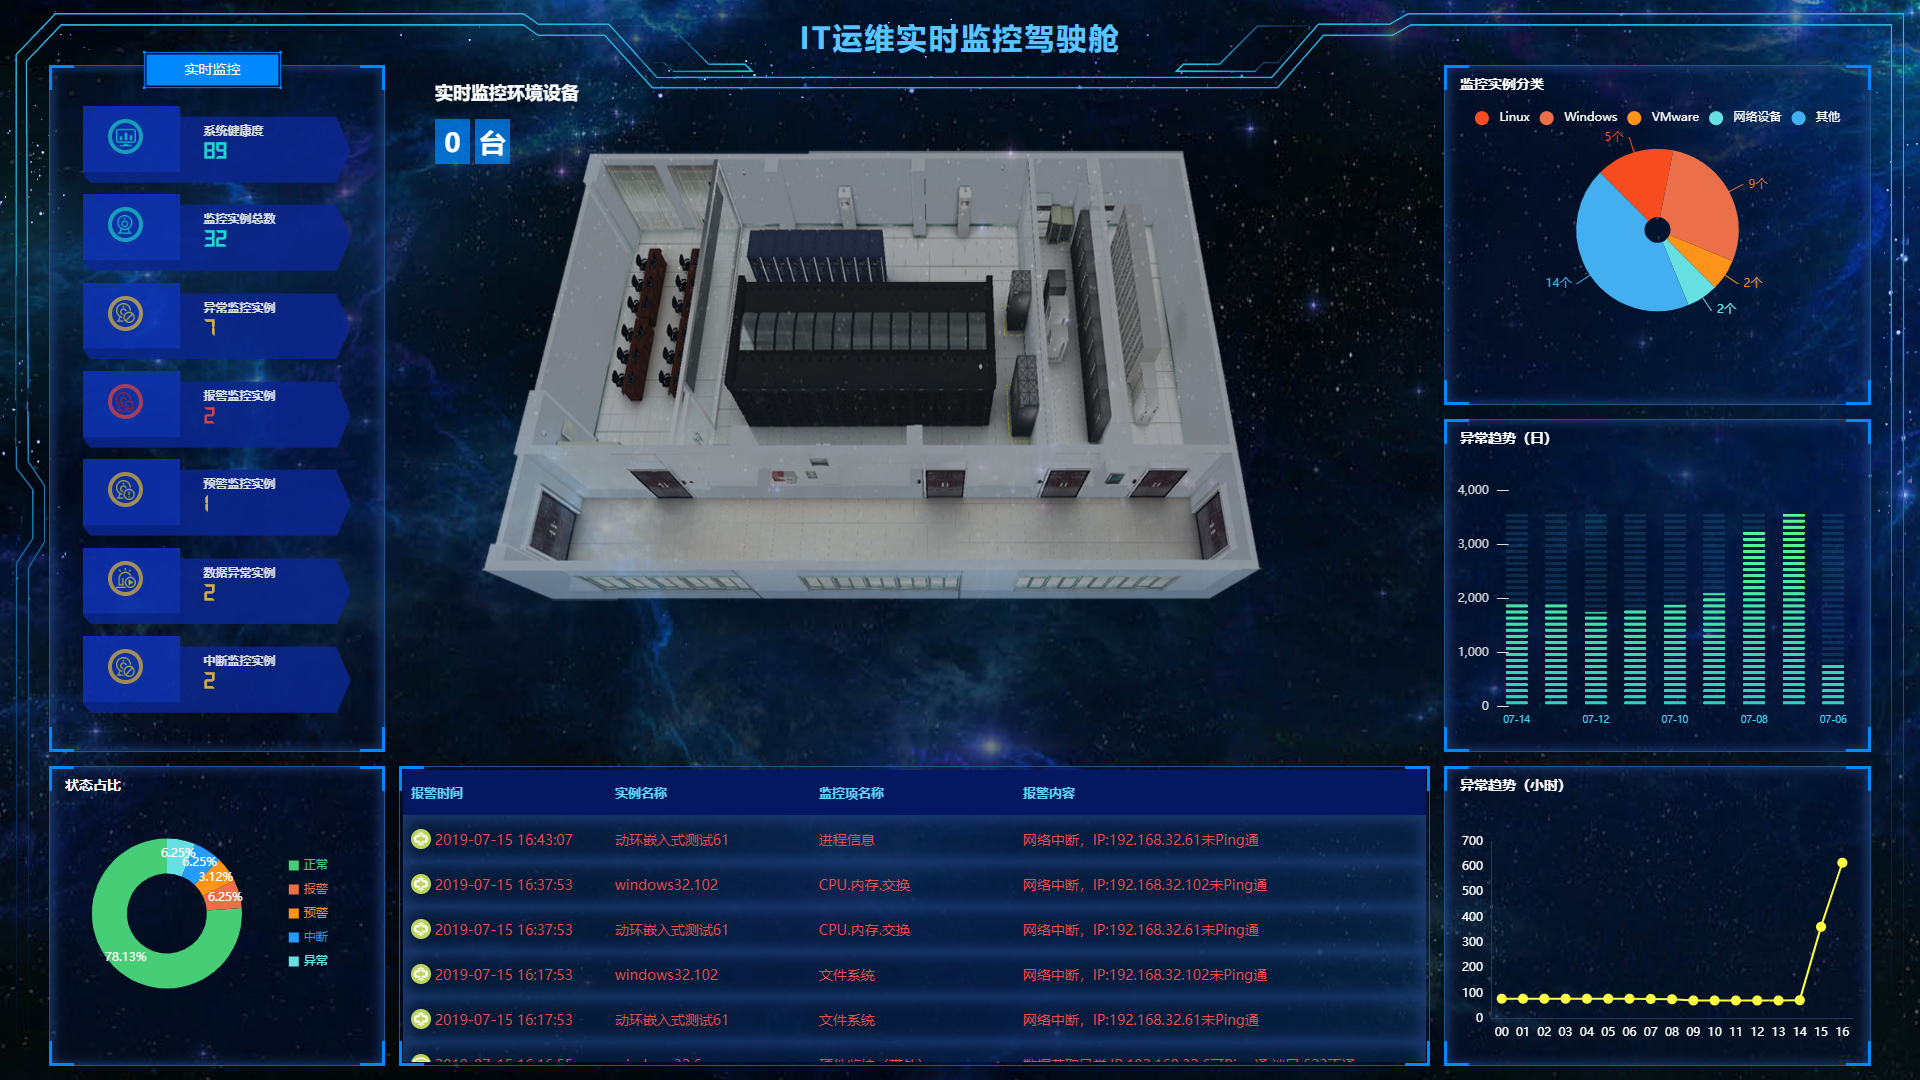 IT运维实时监控驾驶舱
实时监控
系统健康度
89
监控实例总数
32
异常监控实例
7
报警监控实例
2
预警监控实例
1
数据异常实例
2
中断监控实例
2
实时监控环境设备
0 台
监控实例分类
Linux Windows VMware 网络设备 其他
5个
9个
14个
2个
2个
异常趋势（日）
4,000
3,000
2,000
1,000
0
07-14 07-12 07-10 07-08 07-06
状态占比
6.25%
6.25%
3.12%
6.25%
78.13%
正常
报警
预警
中断
异常
报警时间 实例名称 监控项名称 报警内容
2019-07-15 16:43:07 动环嵌入式测试61 进程信息 网络中断，IP:192.168.32.61未Ping通
2019-07-15 16:37:53 windows32.102 CPU.内存.交换 网络中断，IP:192.168.32.102未Ping通
2019-07-15 16:37:53 动环嵌入式测试61 CPU.内存.交换 网络中断，IP:192.168.32.61未Ping通
2019-07-15 16:17:53 windows32.102 文件系统 网络中断，IP:192.168.32.102未Ping通
2019-07-15 16:17:53 动环嵌入式测试61 文件系统 网络中断，IP:192.168.32.61未Ping通
异常趋势（小时）
700
600
500
400
300
200
100
0
00 01 02 03 04 05 06 07 08 09 10 11 12 13 14 15 16